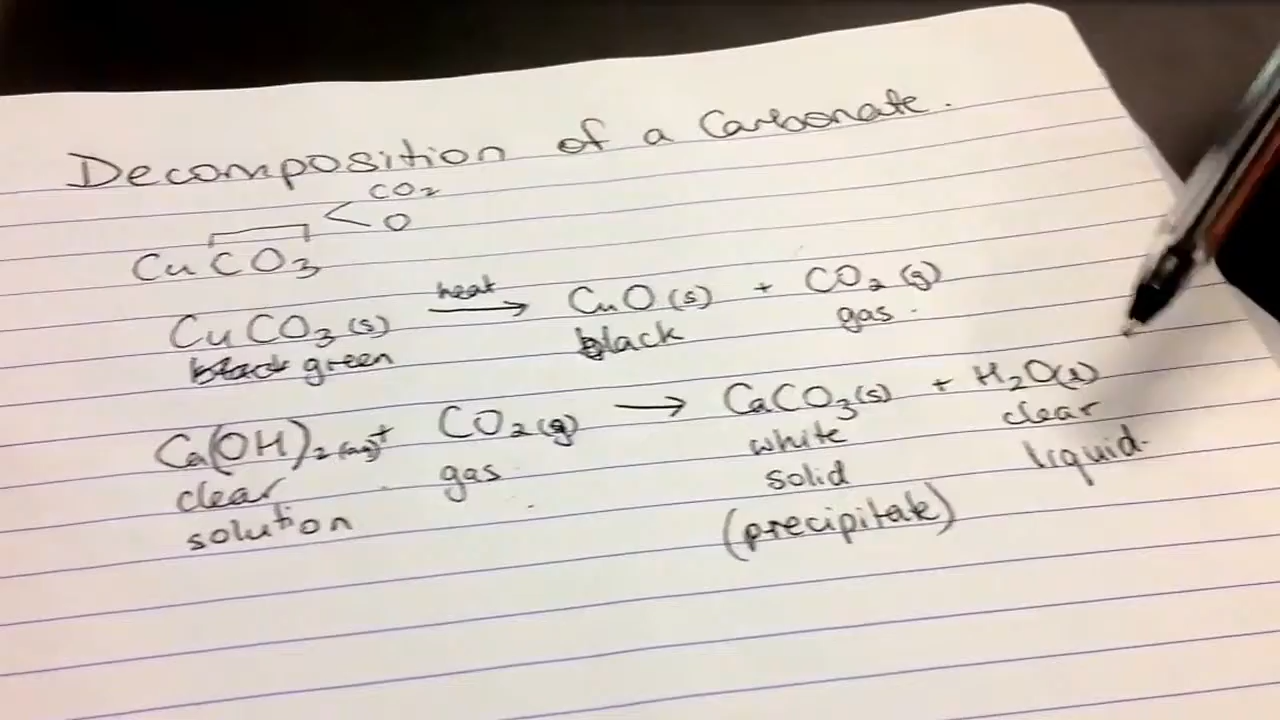 Decomposition of a Carbonate.
CO2
O
CuCO3
heat
CuCO3(s) → CuO(s) + CO2(g)
green black gas.
Ca(OH)2(aq) + CO2(g) → CaCO3(s) + H2O(l)
clear gas white clear
solution solid liquid.
(precipitate)